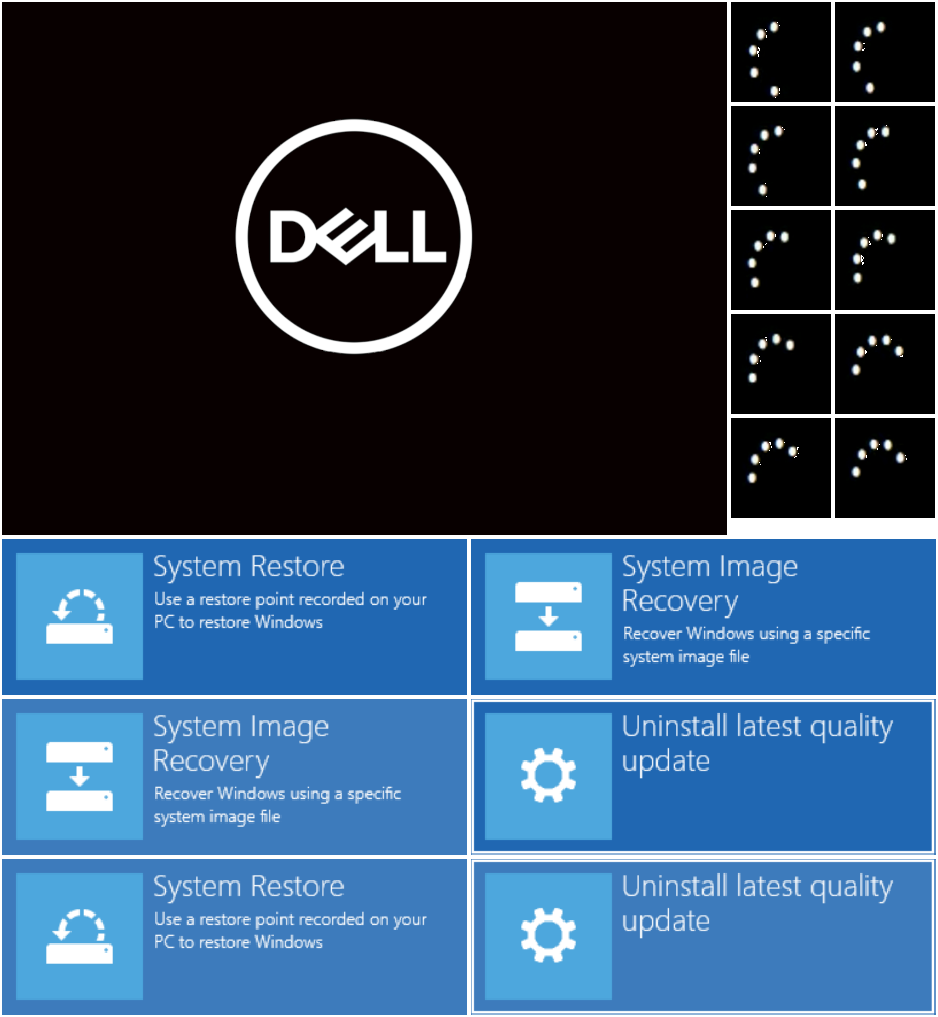 DELL
System Restore
Use a restore point recorded on your
PC to restore Windows
System Image
Recovery
Recover Windows using a specific
system image file
System Image
Recovery
Recover Windows using a specific
system image file
Uninstall latest quality
update
System Restore
Use a restore point recorded on your
PC to restore Windows
Uninstall latest quality
update